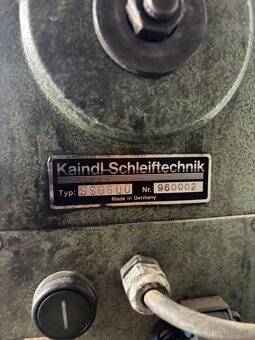 Kaindl-Schleiftechnik
Typ: SSG600 Nr. 960002
Made in Germany